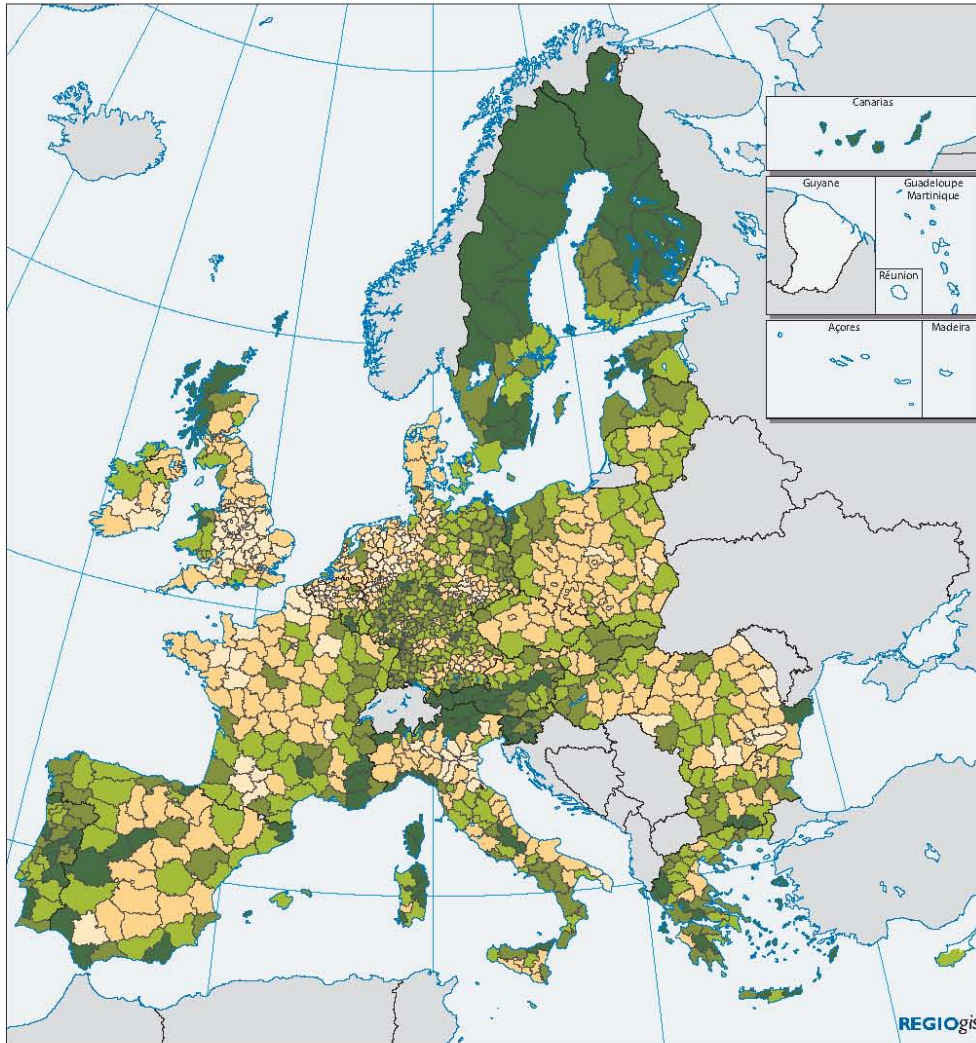 Canarias
Guyane
Guadeloupe
Martinique
Réunion
Açores
Madeira
REGIOgis